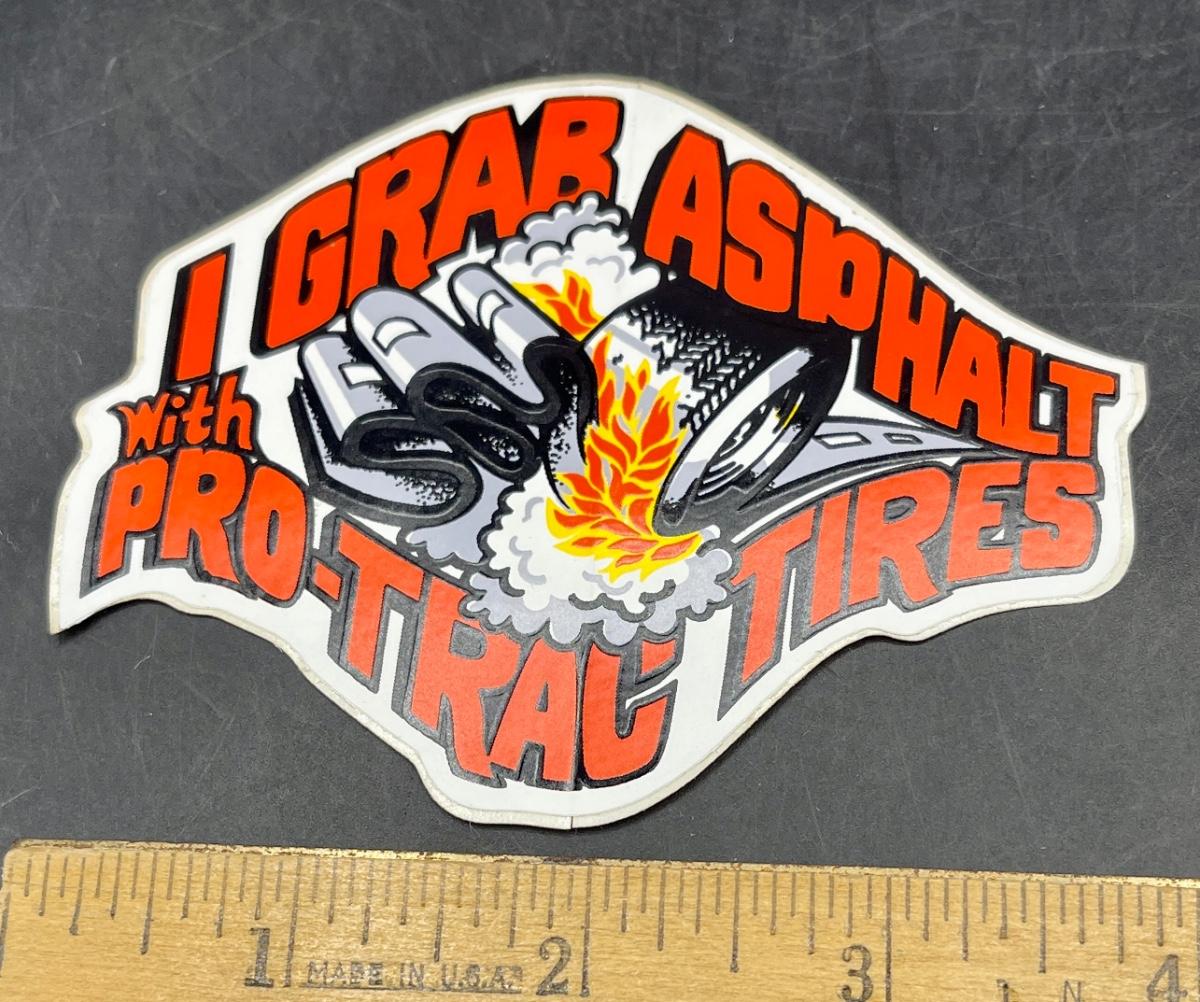 I GRAB ASPHALT
With
PRO-TRAC TIRES
1 2 3 4
MADE IN U.S.A.
I N